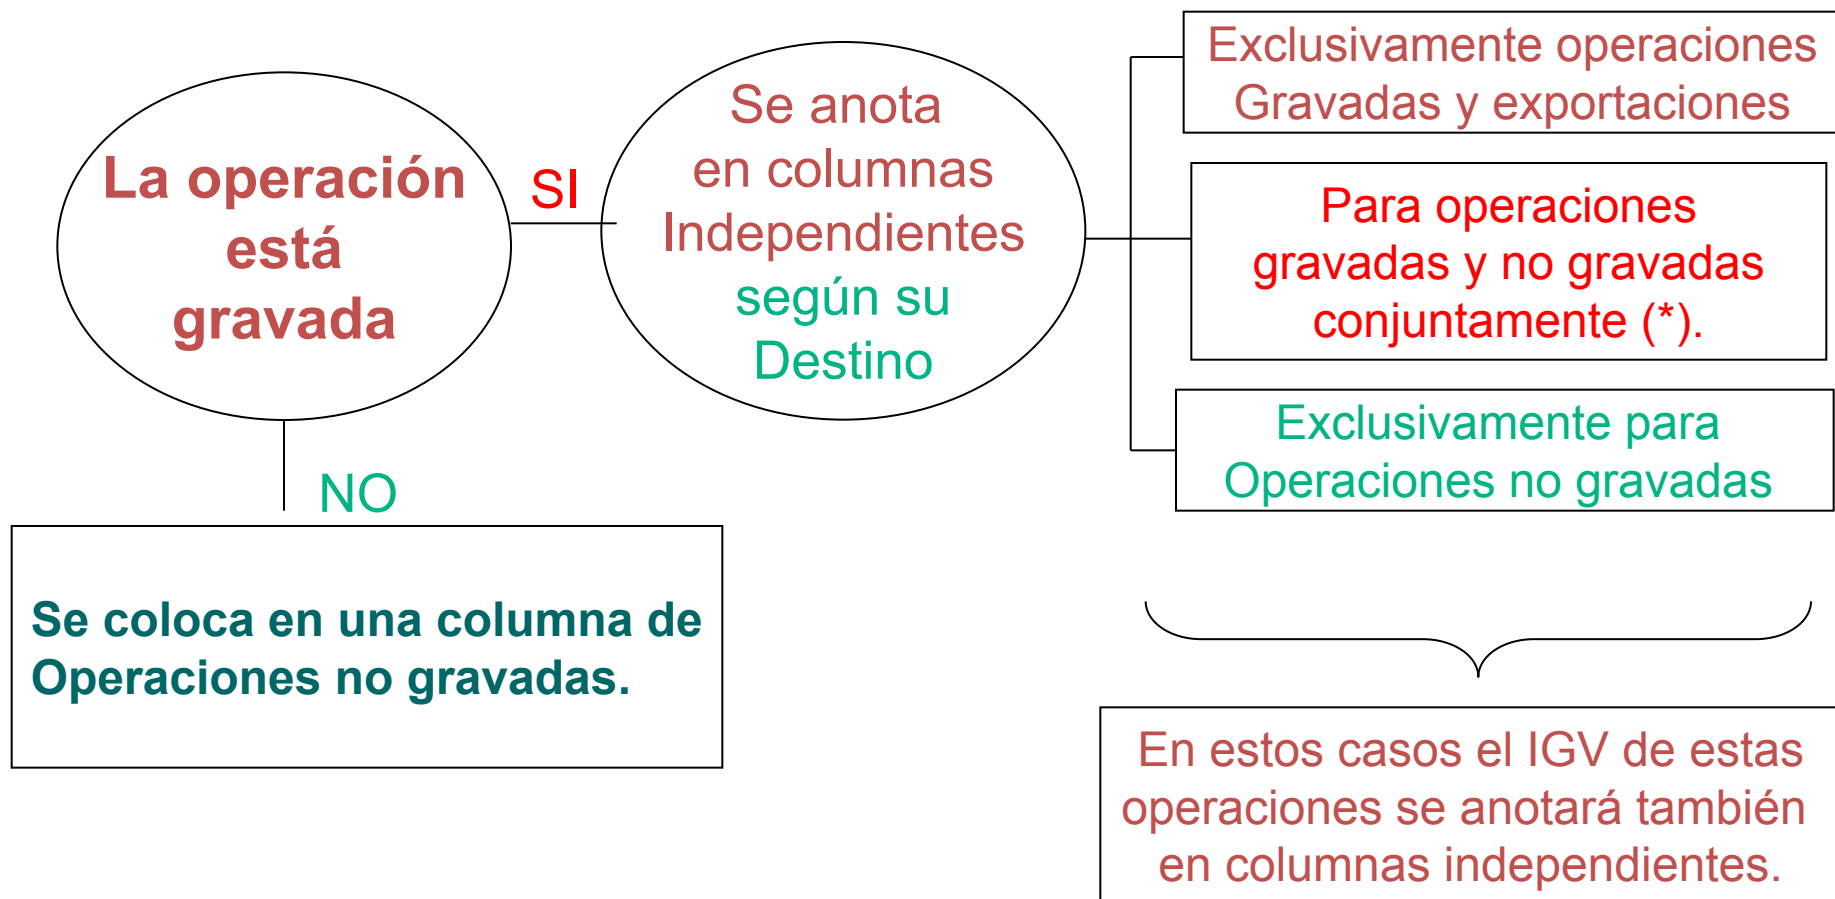 La operación
está
gravada
SI
Se anota
en columnas
Independientes
según su
Destino
Exclusivamente operaciones
Gravadas y exportaciones
Para operaciones
gravadas y no gravadas
conjuntamente (*).
Exclusivamente para
Operaciones no gravadas
NO
Se coloca en una columna de
Operaciones no gravadas.
En estos casos el IGV de estas
operaciones se anotará también
en columnas independientes.